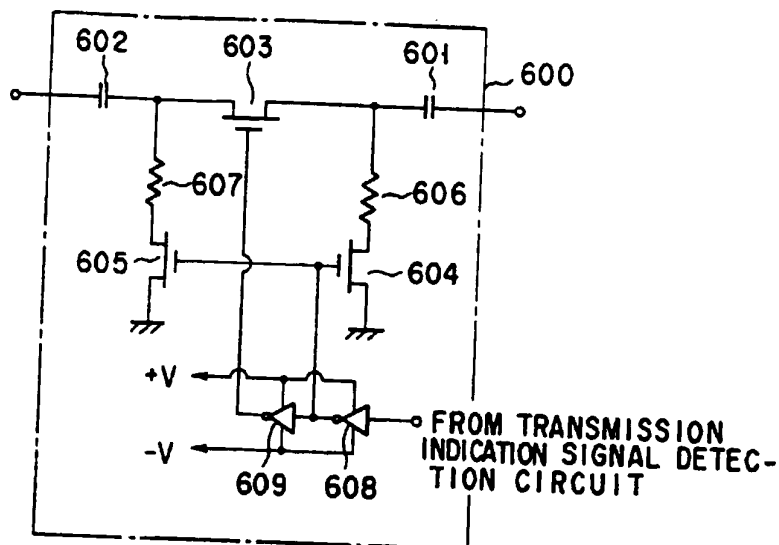 602
603
601
600
607
606
605
604
+V
-V
609
608
FROM TRANSMISSION
INDICATION SIGNAL DETEC-
TION CIRCUIT